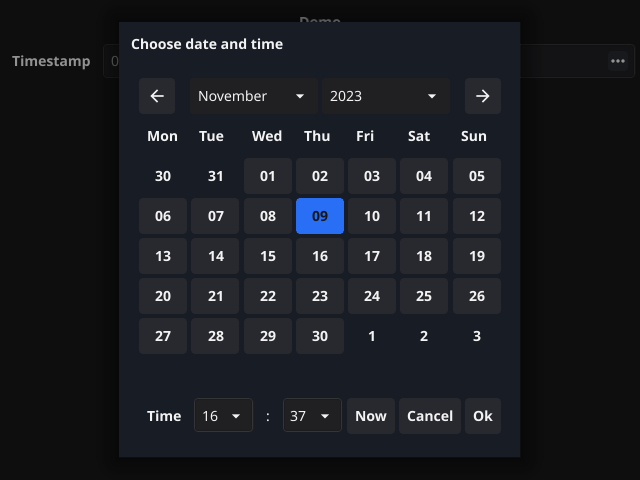 Demo
Choose date and time
Timestamp 0
November 2023
Mon Tue Wed Thu Fri Sat Sun
30 31 01 02 03 04 05
06 07 08 09 10 11 12
13 14 15 16 17 18 19
20 21 22 23 24 25 26
27 28 29 30 1 2 3
Time 16 : 37 Now Cancel Ok